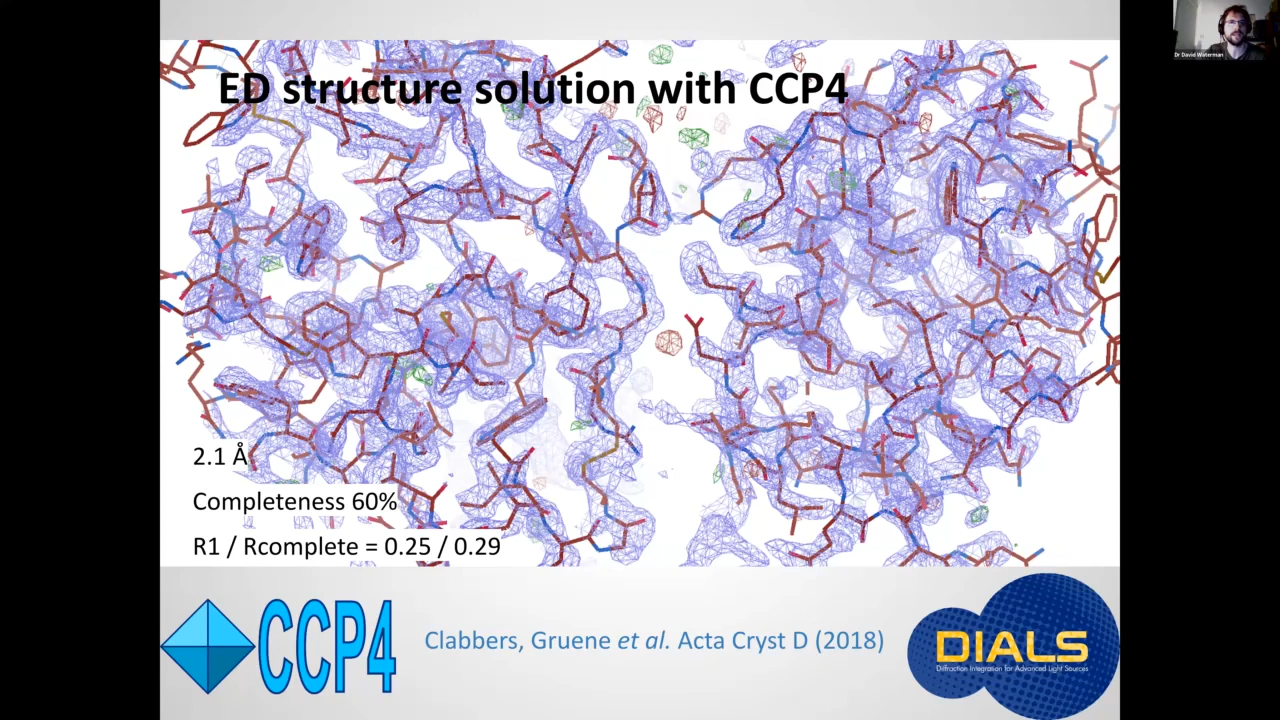 Dr David Waterman
ED structure solution with CCP4
2.1 Å
Completeness 60%
R1 / Rcomplete = 0.25 / 0.29
CCP4
Clabbers, Gruene et al. Acta Cryst D (2018)
DIALS
Diffraction Integration for Advanced Light Sources